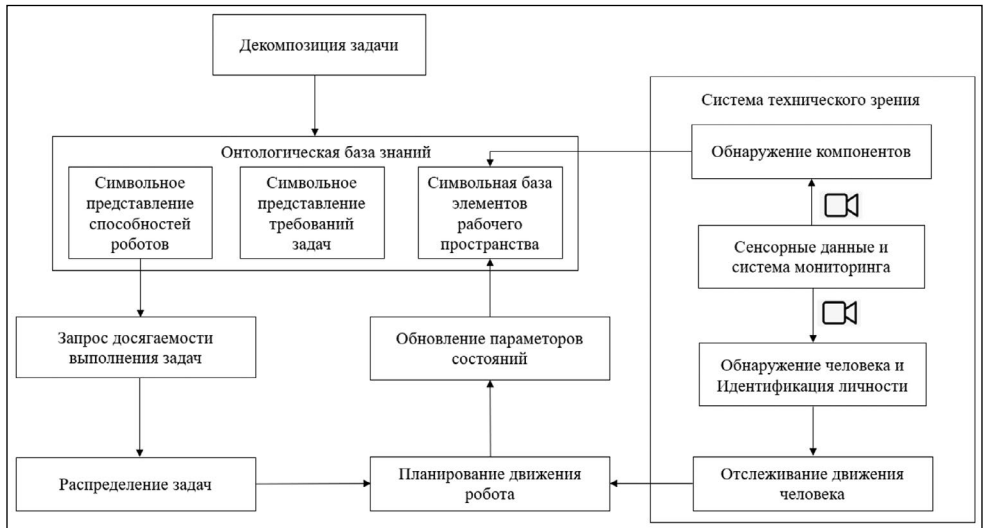 Декомпозиция задачи
Система технического зрения
Онтологическая база знаний
Обнаружение компонентов
Символьное
представление
способностей
роботов
Символьное
представление
требований
задач
Символьная база
элементов
рабочего
пространства
Сенсорные данные и
система мониторинга
Запрос досягаемости
выполнения задач
Обновление параметров
состояний
Обнаружение человека и
Идентификация личности
Распределение задач
Планирование движения
робота
Отслеживание движения
человека